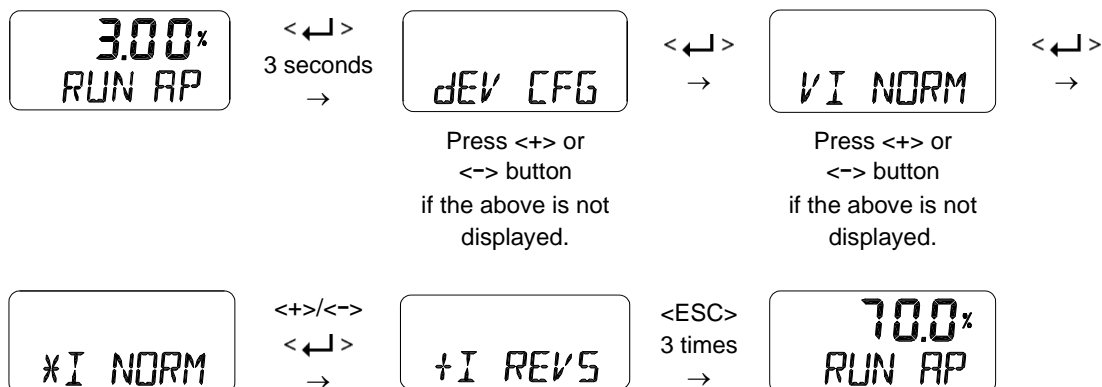 3.00%
RUN AP
< ↵ >
3 seconds
→
dEV CFG
Press <+> or
<−> button
if the above is not
displayed.
< ↵ >
→
VI NORM
Press <+> or
<−> button
if the above is not
displayed.
< ↵ >
→
*I NORM
<+>/<−>
< ↵ >
→
+I REVS
<ESC>
3 times
→
70.0%
RUN AP